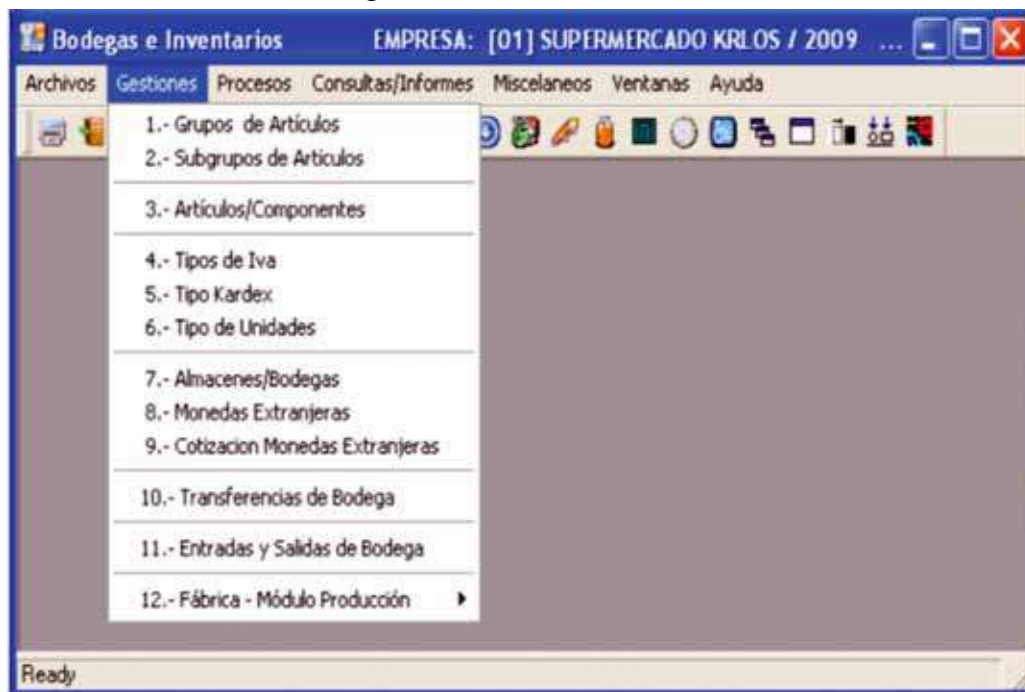 Bodegas e Inventarios EMPRESA: [01] SUPERMERCADO KRLOS / 2009 ...
Archivos Gestiones Procesos Consultas/Informes Miscelaneos Ventanas Ayuda
1.- Grupos de Artículos
2.- Subgrupos de Articulos
3.- Artículos/Componentes
4.- Tipos de Iva
5.- Tipo Kardex
6.- Tipo de Unidades
7.- Almacenes/Bodegas
8.- Monedas Extranjeras
9.- Cotizacion Monedas Extranjeras
10.- Transferencias de Bodega
11.- Entradas y Salidas de Bodega
12.- Fábrica - Módulo Producción
Ready